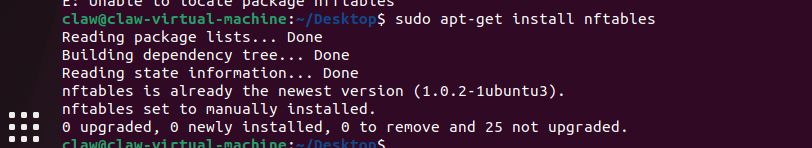 E: Unable to locate package nfftables
claw@claw-virtual-machine:~/Desktop$ sudo apt-get install nftables
Reading package lists... Done
Building dependency tree... Done
Reading state information... Done
nftables is already the newest version (1.0.2-1ubuntu3).
nftables set to manually installed.
0 upgraded, 0 newly installed, 0 to remove and 25 not upgraded.
claw@claw-virtual-machine:~/Desktop$